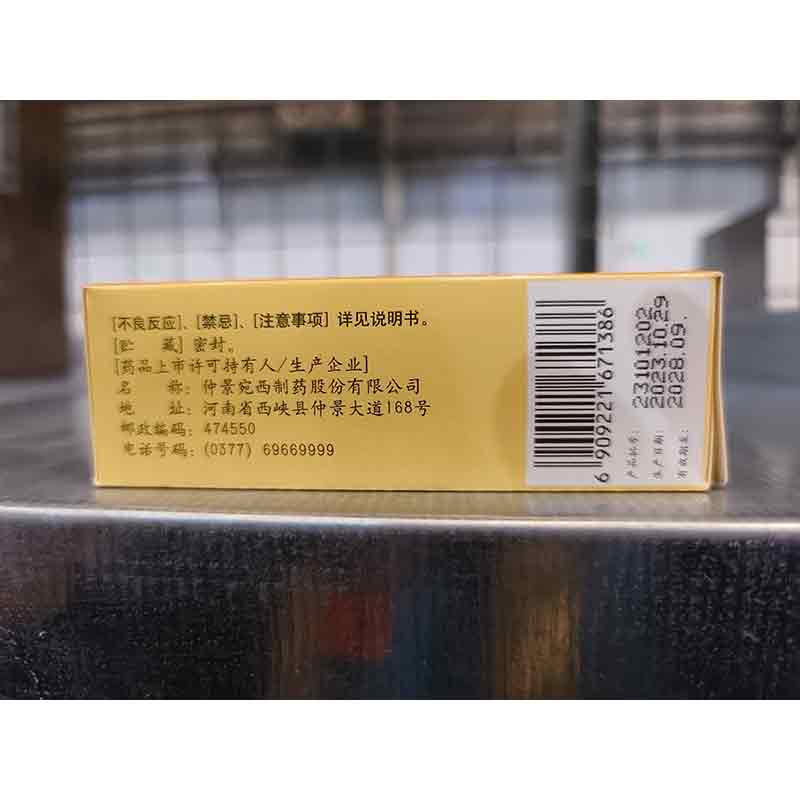 [不良反应]、[禁忌]、[注意事项] 详见说明书。
[贮　　藏] 密封。
[药品上市许可持有人/生产企业]
名　　称: 仲景宛西制药股份有限公司
地　　址: 河南省西峡县仲景大道168号
邮政编码: 474550
电话号码: (0377) 69669999
6 909221 671386
产品批号: 23101202
生产日期: 2023.10.29
有效期至: 2028.09.